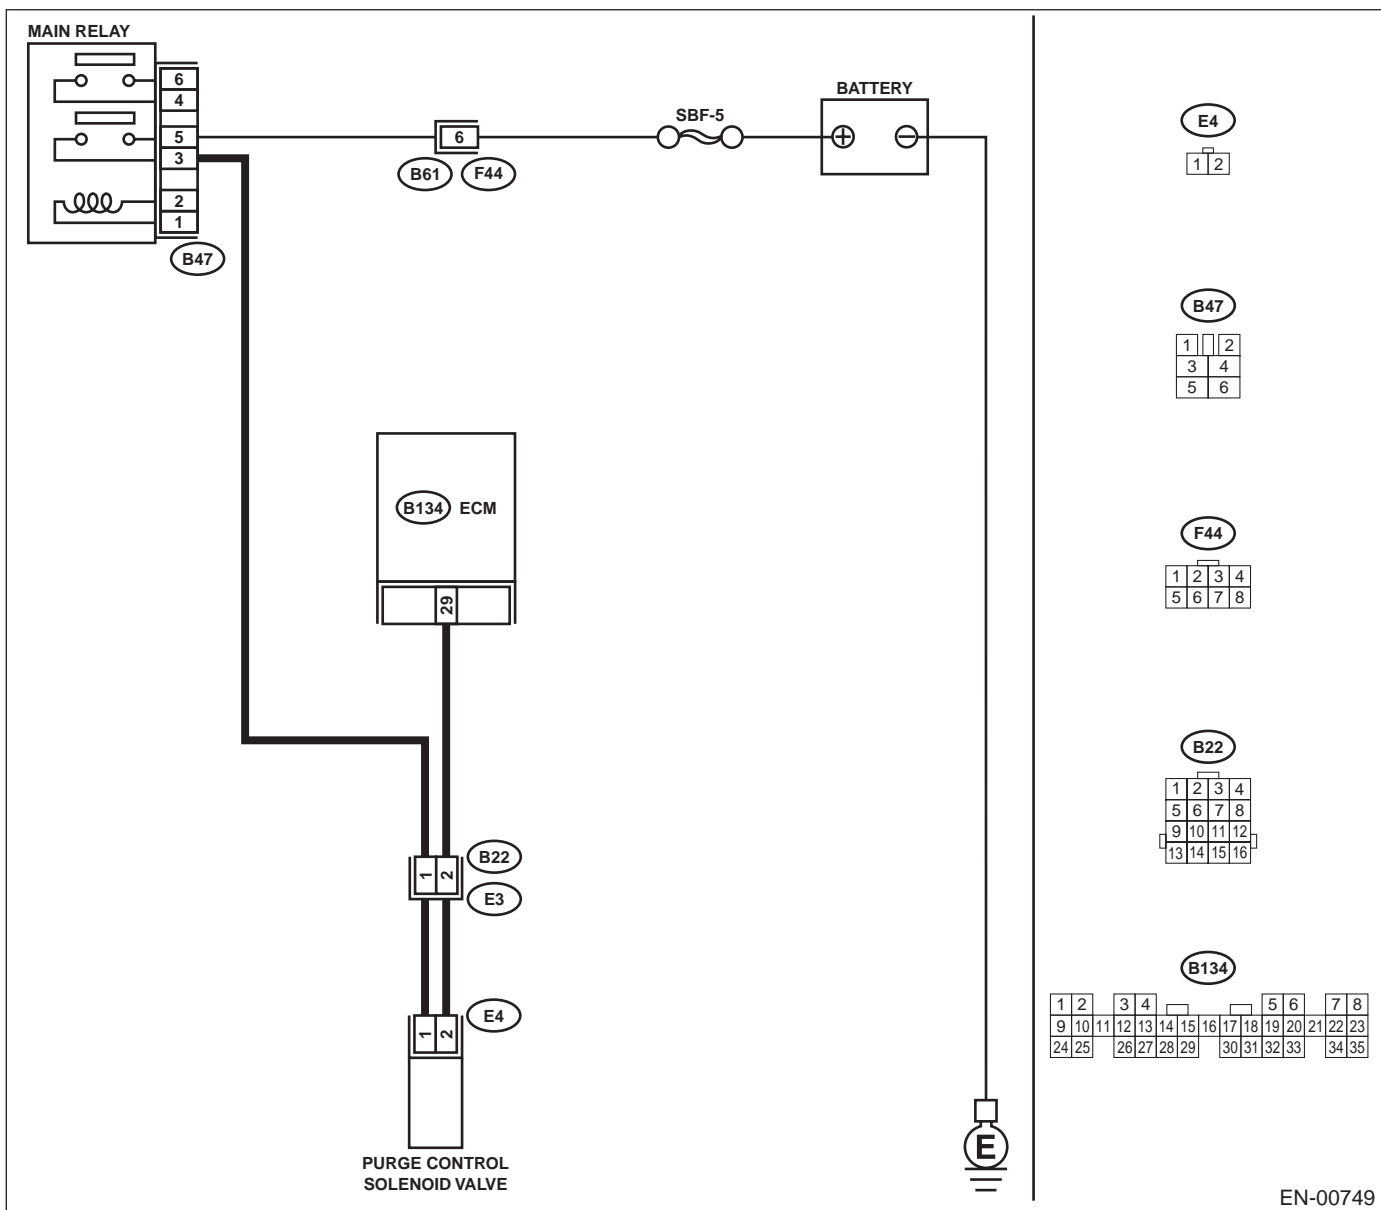 MAIN RELAY
6
4
5
3
2
1
B47
6
B61 F44
SBF-5
BATTERY
+ −
B134 ECM
29
1 2
B22
E3
1 2
E4
PURGE CONTROL
SOLENOID VALVE
E
E4
1 2
B47
1 2
3 4
5 6
F44
1 2 3 4
5 6 7 8
B22
1 2 3 4
5 6 7 8
9 10 11 12
13 14 15 16
B134
1 2 3 4 5 6 7 8
9 10 11 12 13 14 15 16 17 18 19 20 21 22 23
24 25 26 27 28 29 30 31 32 33 34 35
EN-00749